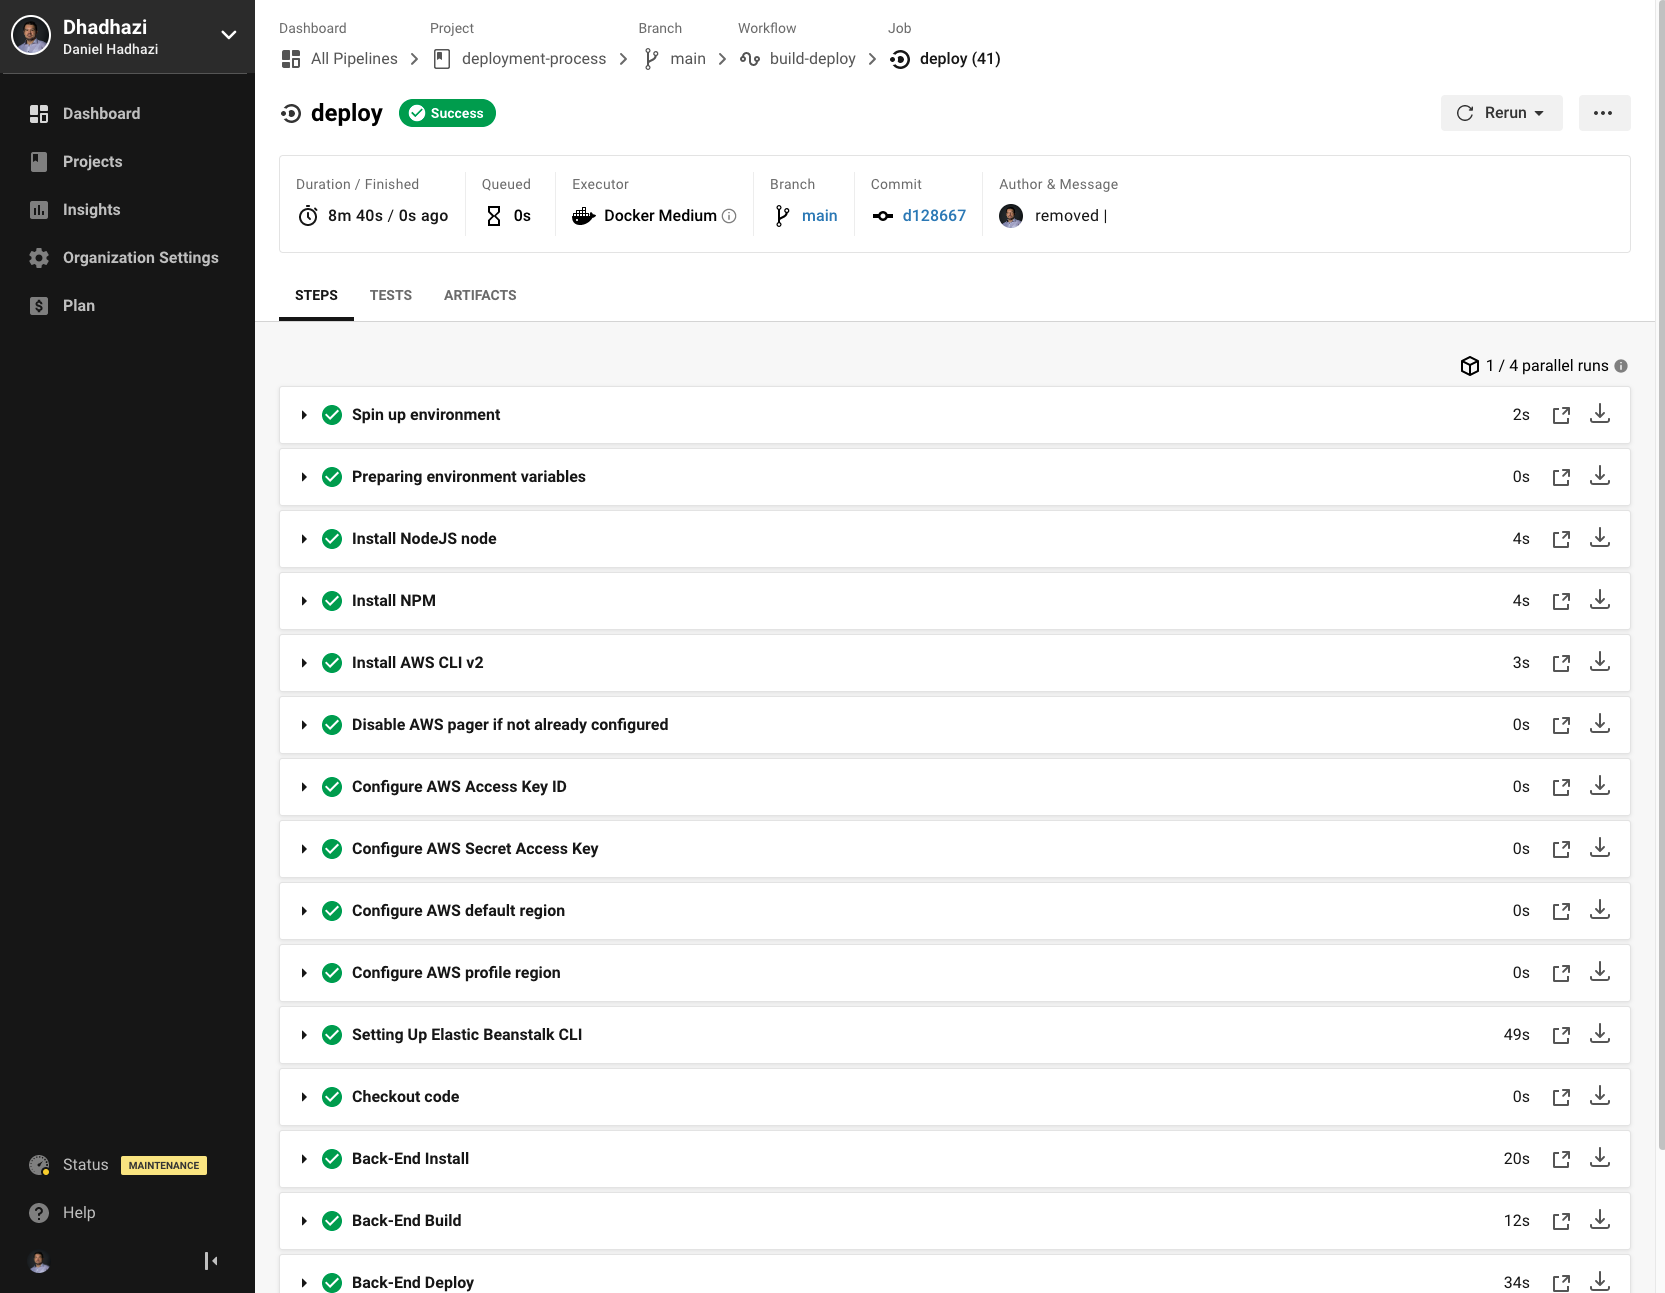 Dhadhazi
Daniel Hadhazi
Dashboard
Projects
Insights
Organization Settings
Plan
Status MAINTENANCE
Help
Dashboard Project Branch Workflow Job
All Pipelines deployment-process main build-deploy deploy (41)
deploy Success
Rerun
Duration / Finished Queued Executor Branch Commit Author & Message
8m 40s / 0s ago 0s Docker Medium main d128667 removed |
STEPS TESTS ARTIFACTS
1 / 4 parallel runs
Spin up environment 2s
Preparing environment variables 0s
Install NodeJS node 4s
Install NPM 4s
Install AWS CLI v2 3s
Disable AWS pager if not already configured 0s
Configure AWS Access Key ID 0s
Configure AWS Secret Access Key 0s
Configure AWS default region 0s
Configure AWS profile region 0s
Setting Up Elastic Beanstalk CLI 49s
Checkout code 0s
Back-End Install 20s
Back-End Build 12s
Back-End Deploy 34s